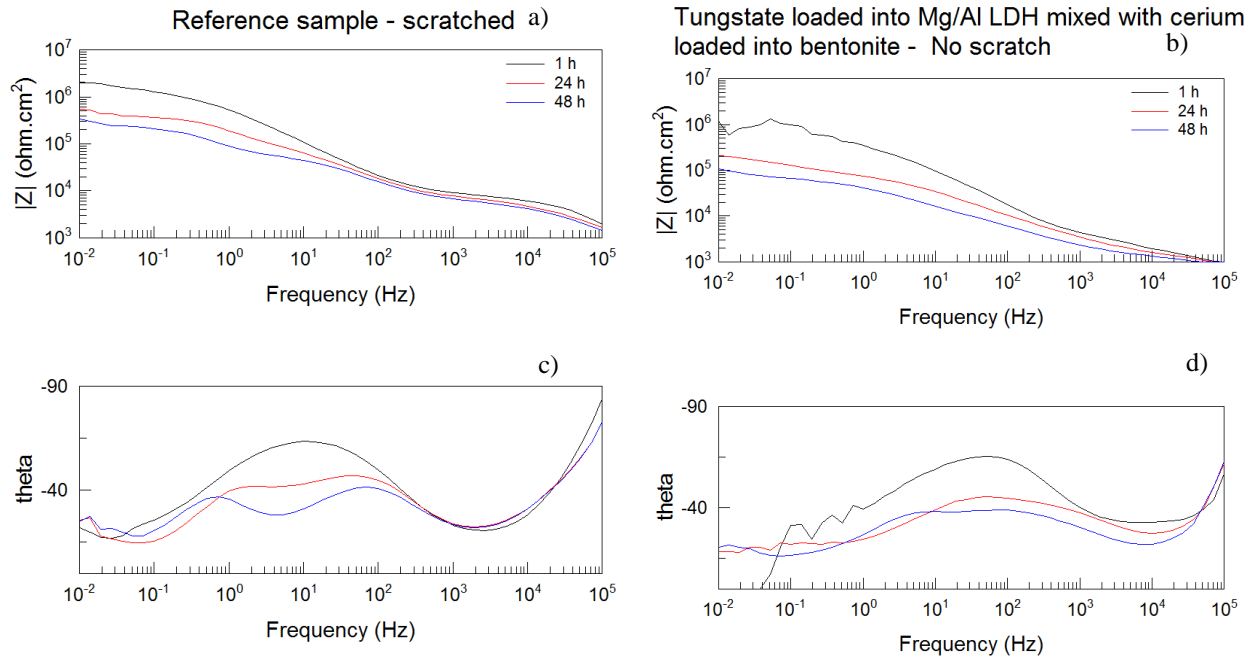 Reference sample - scratched
a)
10⁷
10⁶
10⁵
10⁴
10³
|Z| (ohm.cm²)
1 h
24 h
48 h
10⁻² 10⁻¹ 10⁰ 10¹ 10² 10³ 10⁴ 10⁵
Frequency (Hz)
Tungstate loaded into Mg/Al LDH mixed with cerium
loaded into bentonite - No scratch
b)
10⁷
10⁶
10⁵
10⁴
10³
|Z| (ohm.cm²)
1 h
24 h
48 h
10⁻² 10⁻¹ 10⁰ 10¹ 10² 10³ 10⁴ 10⁵
Frequency (Hz)
c)
-90
-40
theta
10⁻² 10⁻¹ 10⁰ 10¹ 10² 10³ 10⁴ 10⁵
Frequency (Hz)
d)
-90
-40
theta
10⁻² 10⁻¹ 10⁰ 10¹ 10² 10³ 10⁴ 10⁵
Frequency (Hz)